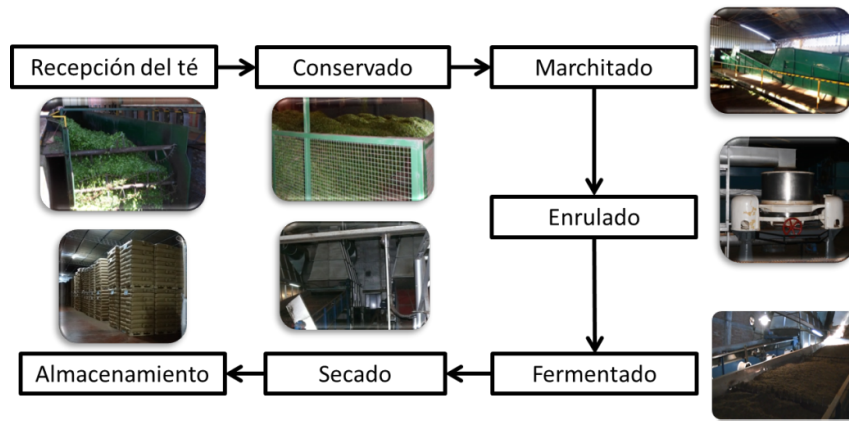 Recepción del té
Conservado
Marchitado
Enrulado
Fermentado
Secado
Almacenamiento